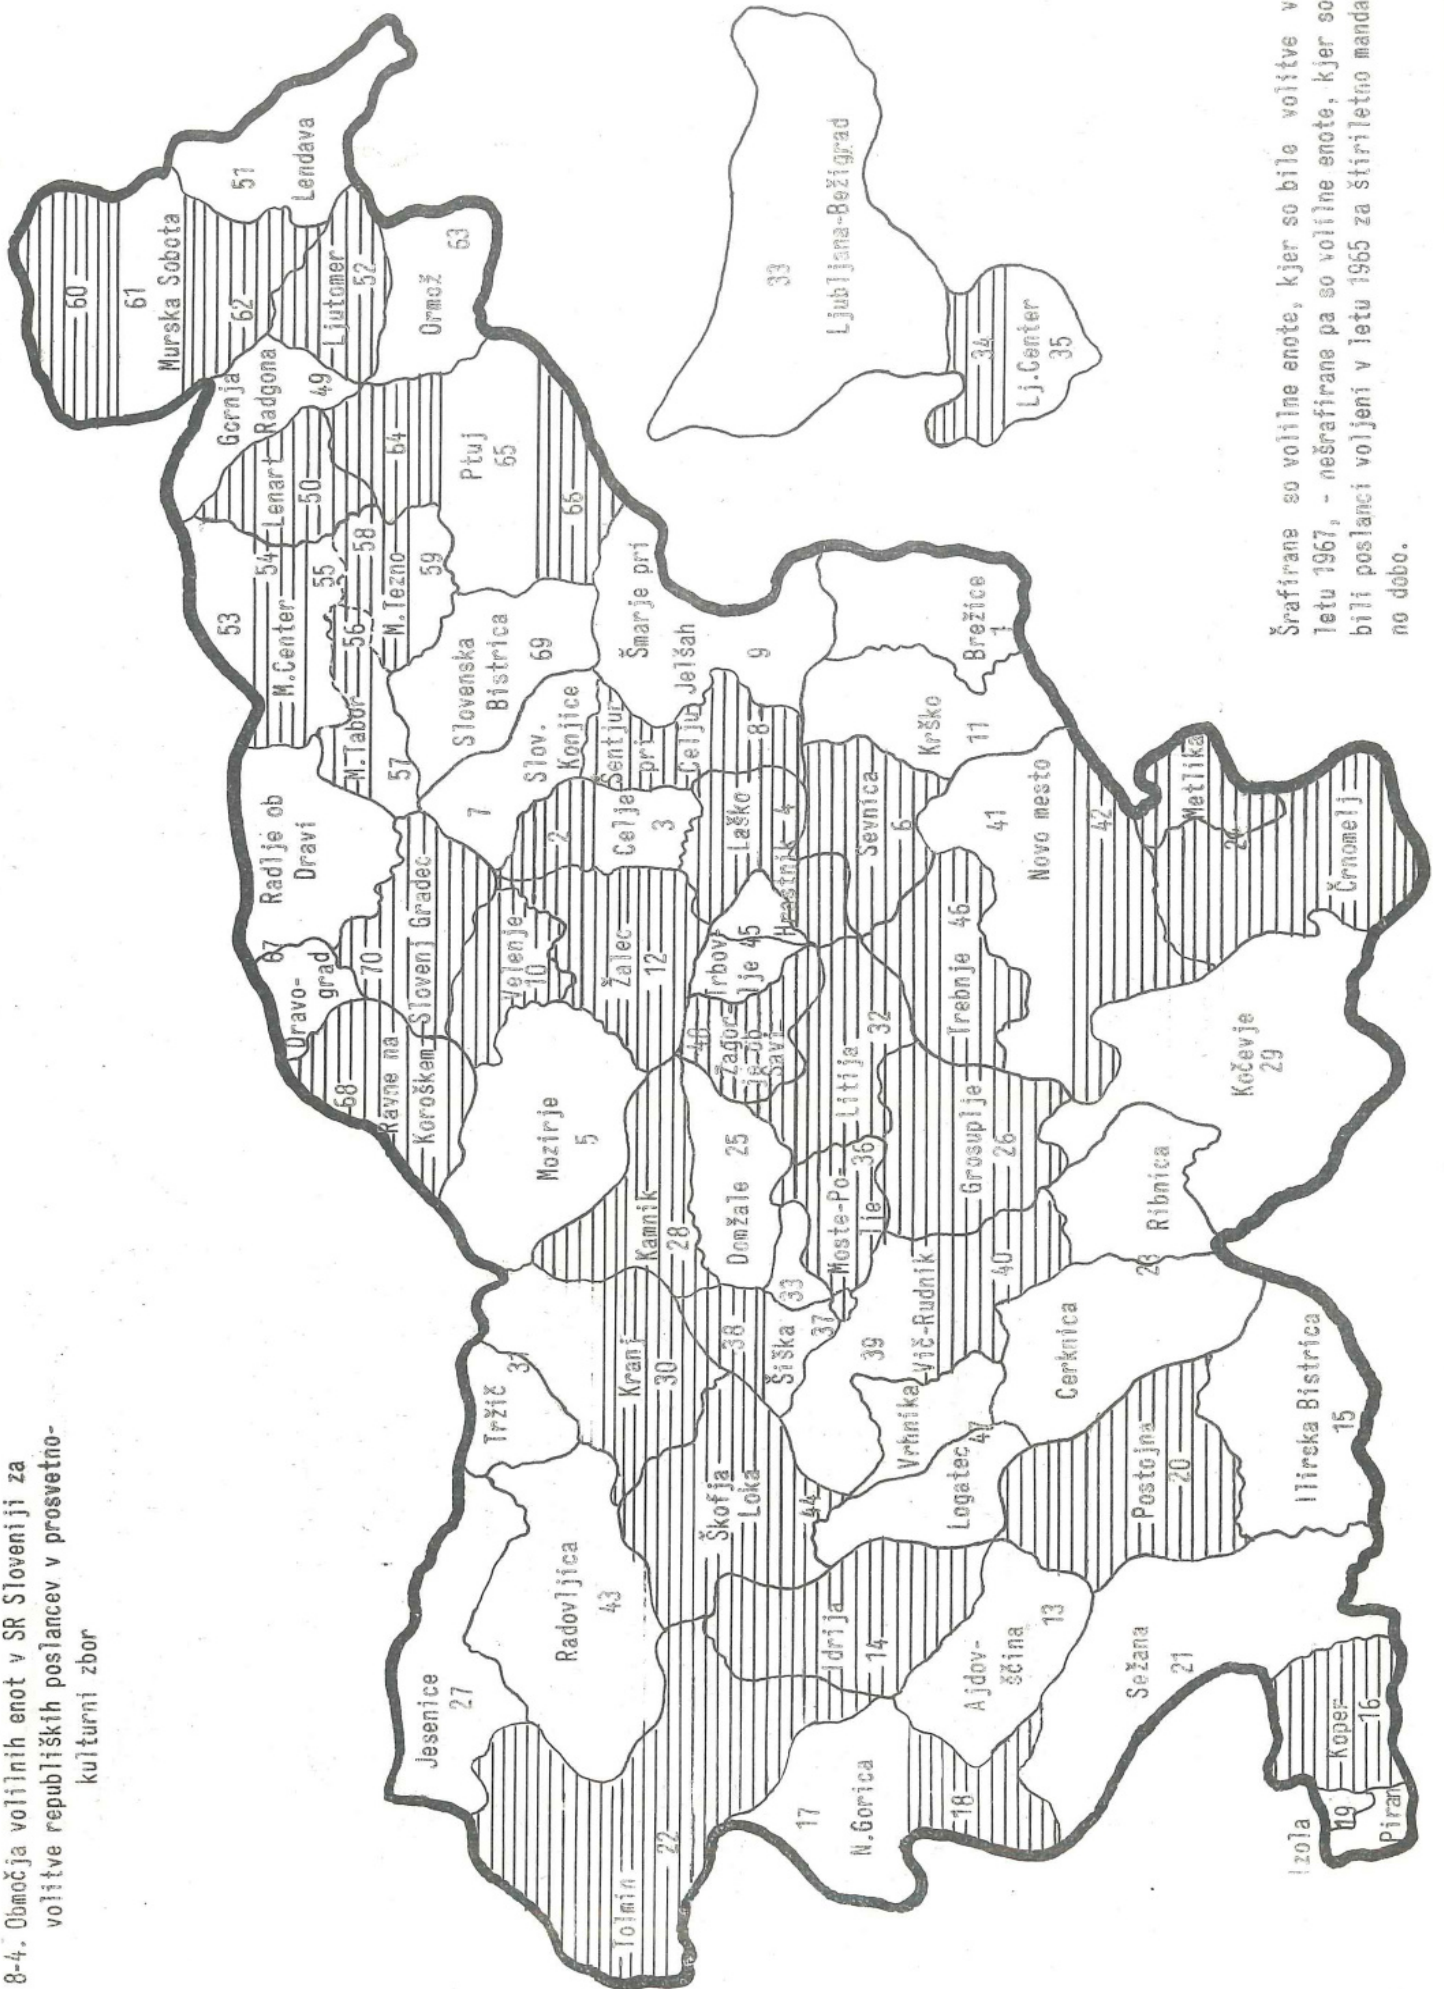 8-4. Območja volilnih enot v SR Sloveniji za
volitve republiških poslancev v prosvetno-
kulturni zbor
60
61
Murska Sobota
62
51
Lendava
Ljutomer
52
Ormož
63
Gornja
Radgona
49
Lenart
50
53
54
M.Center
55
56
58
M.Tezno
59
M.Tabor
57
64
Ptuj
65
66
Radlje ob
Dravi
67
Dravo-
grad
70
Slovenj Gradec
68
Ravne na
Koroškem
Slovenska
Bistrica
69
7
Slov.
Konjice
Šmarje pri
Jelšah
9
Šentjur
pri
Celju
8
2
Celje
3
Velenje
10
Žalec
12
Laško
4
Hrastnik
Trbov-
lje 45
Zagor-
je ob
Savi
Mozirje
5
Kamnik
28
Domžale 25
Litija
32
Moste-Po-
lje
36
Sevnica
6
Krško
11
Brežice
1
Novo mesto
41
42
Metlika
Črnomelj
Trebnje 46
Grosuplje
26
Kočevje
29
Ribnica
23
Jesenice
27
Radovljica
43
Tržič
31
Kranj
30
Škofja
Loka
44
38
Šiška
37
33
39
Vič-Rudnik
40
Vrhnika
47
Logatec
Cerknica
Postojna
20
Ilirska Bistrica
15
Tolmin
22
Idrija
14
Ajdov-
ščina
13
17
N.Gorica
18
Sežana
21
Koper
16
Izola
19
Piran
33
Ljubljana-Bežigrad
34
Lj.Center
35
Šrafirane so volilne enote, kjer so bile volitve v
letu 1967, - nešrafirane pa so volilne enote, kjer so
bili poslanci voljeni v letu 1965 za štiriletno manda
no dobo.